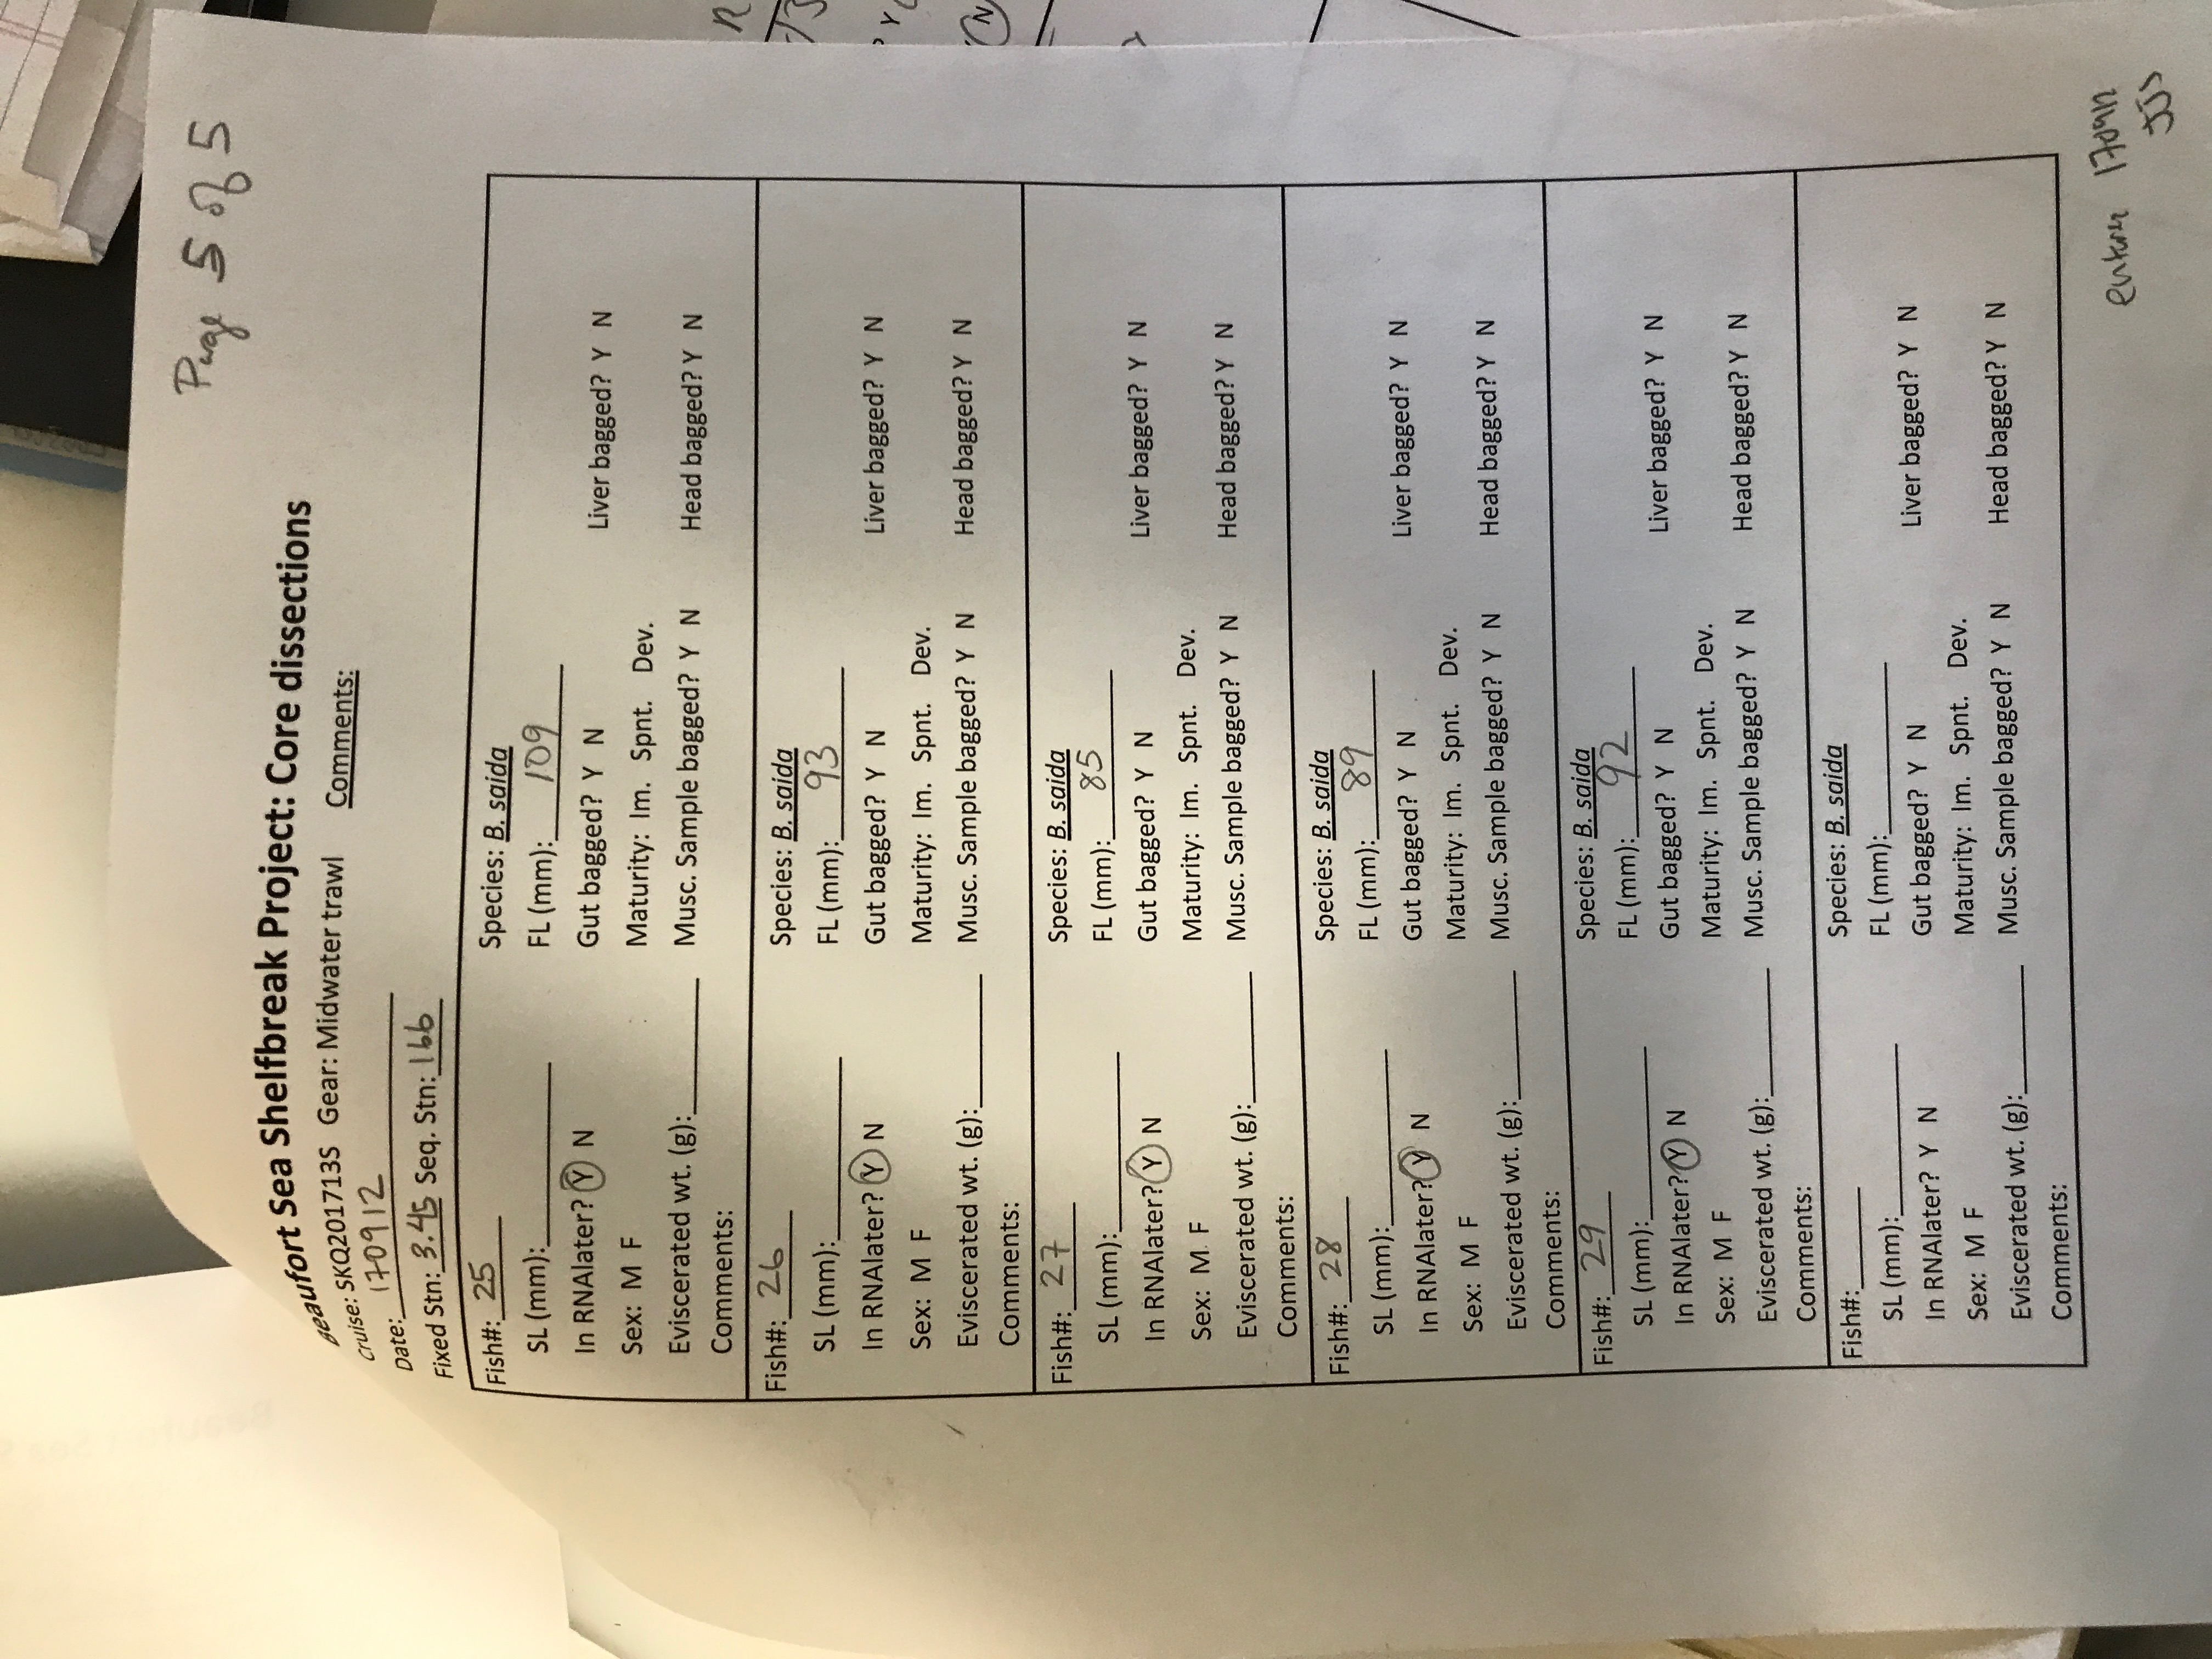 Page 5 of 5
Beaufort Sea Shelfbreak Project: Core dissections
Cruise: SKQ201713S Gear: Midwater trawl Comments:
Date: 170912
Fixed Stn: 3.45 Seq. Stn: 166
Fish#: 25 Species: B. saida
SL (mm): FL (mm): 109
In RNAlater? Y N Gut bagged? Y N Liver bagged? Y N
Sex: M F Maturity: Im. Spnt. Dev.
Eviscerated wt. (g): Musc. Sample bagged? Y N Head bagged? Y N
Comments:
Fish#: 26 Species: B. saida
SL (mm): FL (mm): 93
In RNAlater? Y N Gut bagged? Y N Liver bagged? Y N
Sex: M F Maturity: Im. Spnt. Dev.
Eviscerated wt. (g): Musc. Sample bagged? Y N Head bagged? Y N
Comments:
Fish#: 27 Species: B. saida
SL (mm): FL (mm): 85
In RNAlater? Y N Gut bagged? Y N Liver bagged? Y N
Sex: M F Maturity: Im. Spnt. Dev.
Eviscerated wt. (g): Musc. Sample bagged? Y N Head bagged? Y N
Comments:
Fish#: 28 Species: B. saida
SL (mm): FL (mm): 89
In RNAlater? Y N Gut bagged? Y N Liver bagged? Y N
Sex: M F Maturity: Im. Spnt. Dev.
Eviscerated wt. (g): Musc. Sample bagged? Y N Head bagged? Y N
Comments:
Fish#: 29 Species: B. saida
SL (mm): FL (mm): 92
In RNAlater? Y N Gut bagged? Y N Liver bagged? Y N
Sex: M F Maturity: Im. Spnt. Dev.
Eviscerated wt. (g): Musc. Sample bagged? Y N Head bagged? Y N
Comments:
Fish#: Species: B. saida
SL (mm): FL (mm):
In RNAlater? Y N Gut bagged? Y N Liver bagged? Y N
Sex: M F Maturity: Im. Spnt. Dev.
Eviscerated wt. (g): Musc. Sample bagged? Y N Head bagged? Y N
Comments: